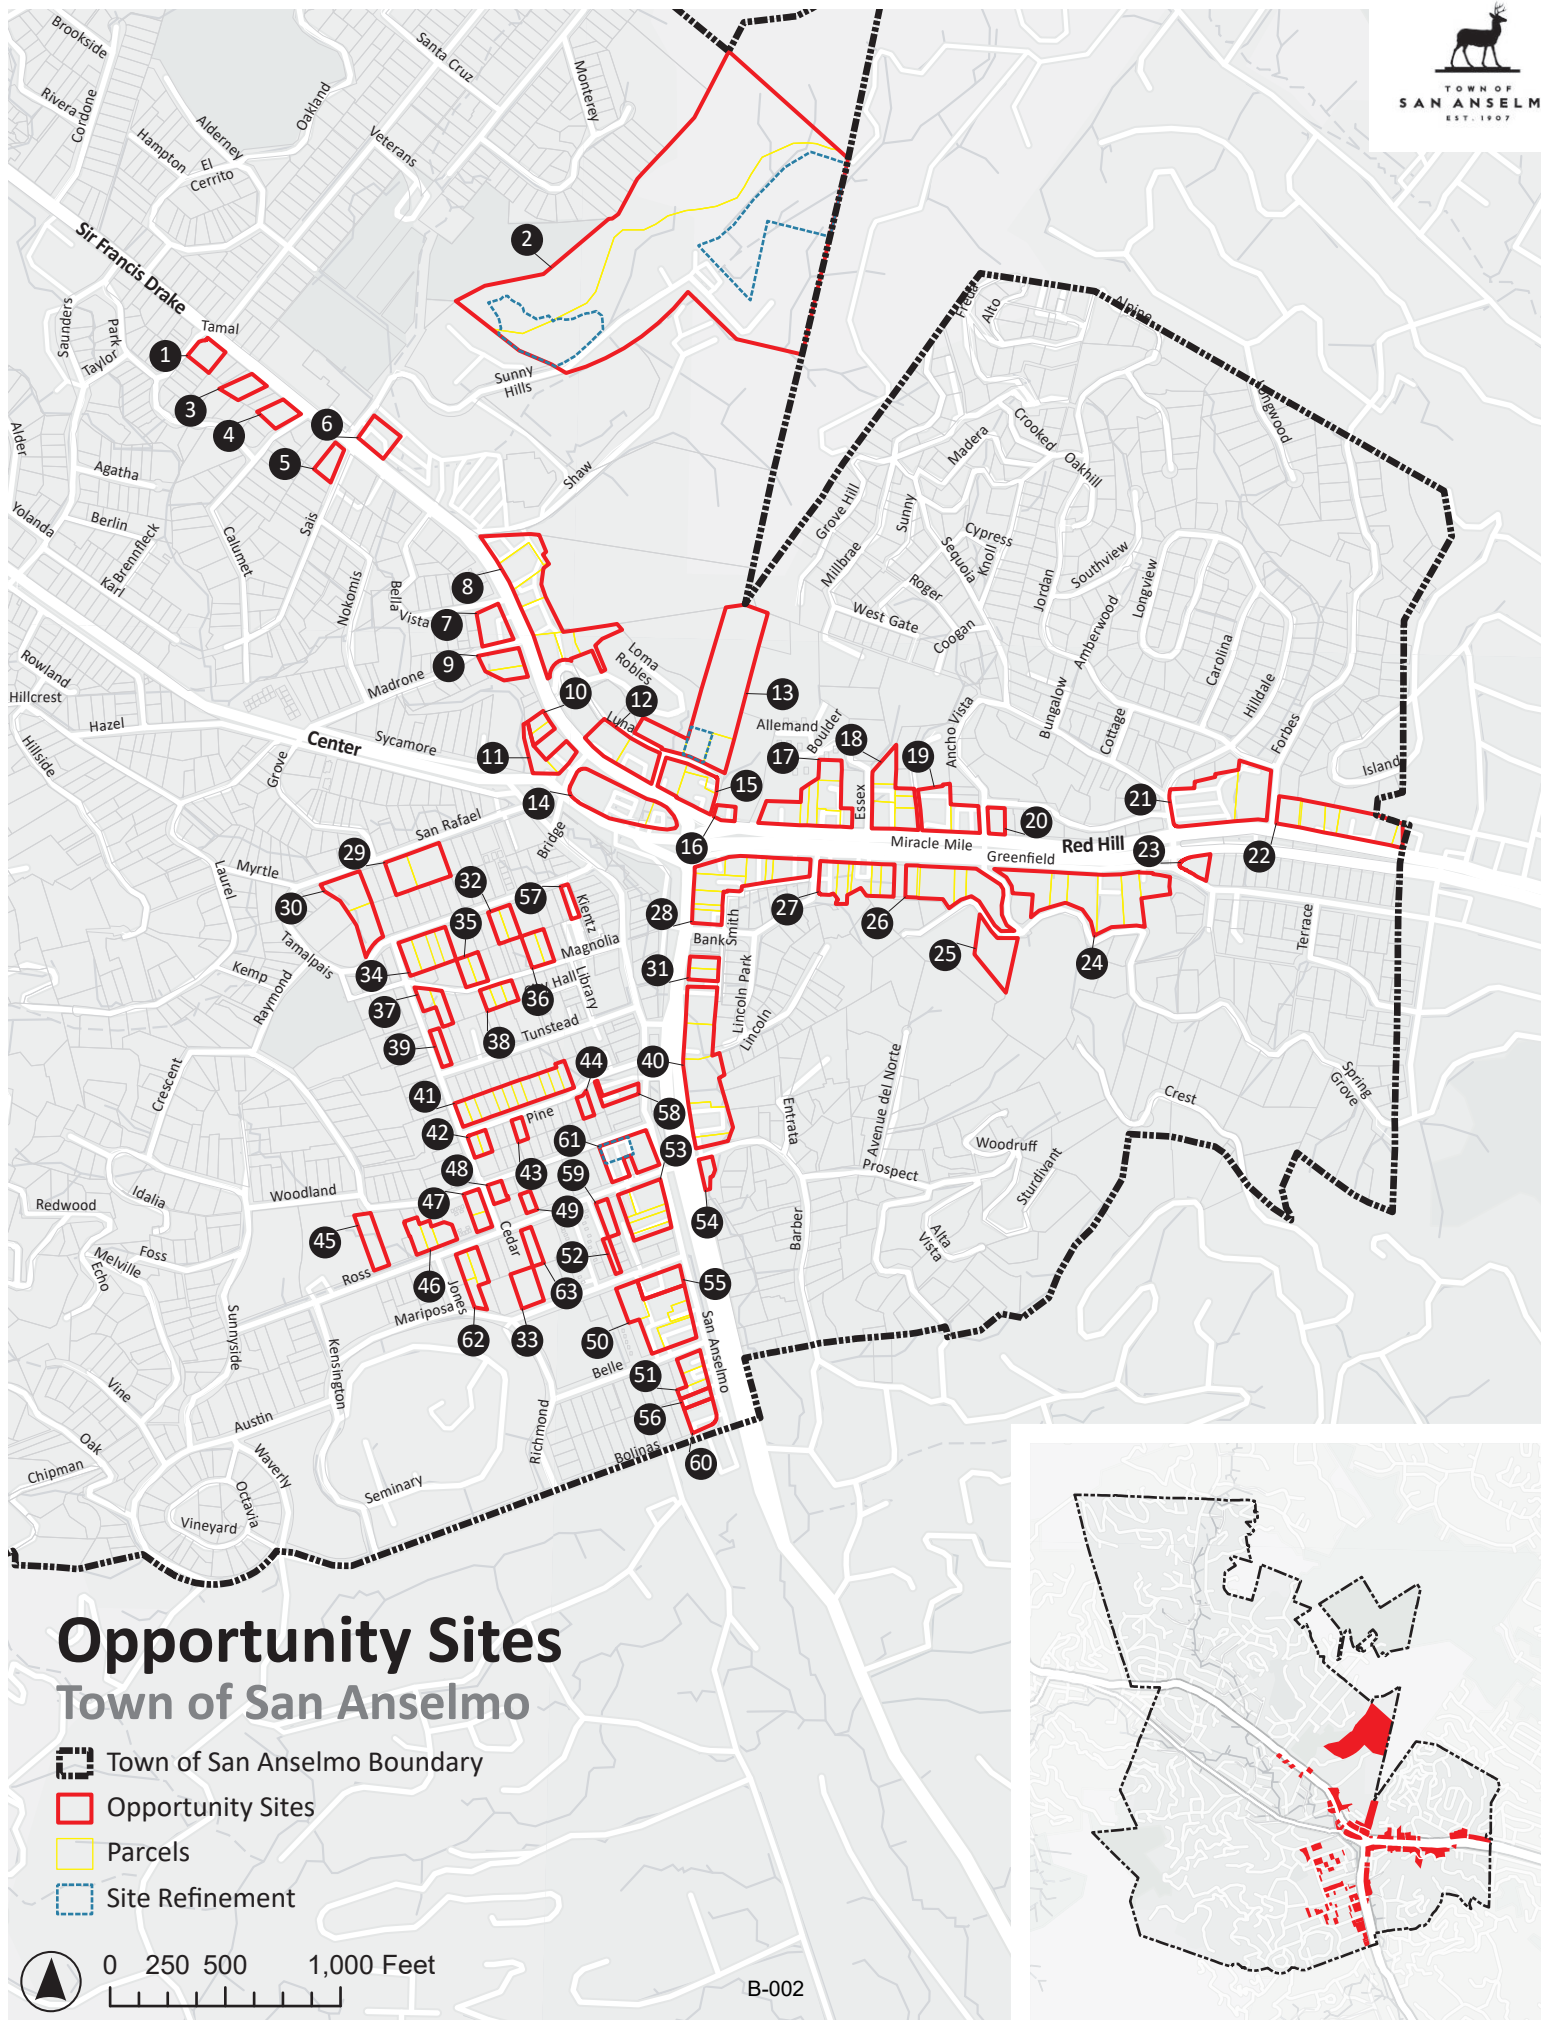 TOWN OF
SAN ANSELM
EST. 1907
Brookside
Santa Cruz
Monterey
Rivera
Cordone
Oakland
Alderney
Hampton
El
Cerrito
Veterans
Sir Francis Drake
2
Saunders
Park
Tamal
Taylor
1
3
4
6
5
Sunny
Hills
Freda
Alto
Alpine
Longwood
Alder
Agatha
Yolanda
Berlin
Brennfleck
Karl
Calumet
Sais
Shaw
Crooked
Madera
Oakhill
Grove Hill
Sunny
Cypress
Sequoia
Knoll
Millbrae
Roger
Southview
Jordan
Longview
Amberwood
West Gate
Coogan
Carolina
Nokomis
Bella
Vista
8
7
9
Madrone
Loma
Robles
Rowland
Hillcrest
Hazel
Hillside
Center
Sycamore
Grove
10
12
Luna
11
13
Allemand
Boulder
18
17
19
Ancho Vista
Bungalow
Cottage
Hilldale
Forbes
Island
14
15
Essex
20
21
16
Miracle Mile
Greenfield
Red Hill
23
22
San Rafael
Bridge
29
Myrtle
Laurel
30
32
57
Kientz
35
28
27
26
Smith
Bank
25
24
Terrace
Tamalpais
Kemp
Raymond
34
Magnolia
Hall
Library
36
37
38
Tunstead
39
31
Lincoln Park
Lincoln
40
Crescent
44
41
Pine
58
42
43
61
53
Entrata
Avenue del Norte
Prospect
Woodruff
Sturdivant
Crest
Spring
Grove
48
59
47
49
Woodland
Redwood
Idalia
Foss
Melville
Echo
45
Cedar
52
54
Barber
Alta
Vista
Ross
46
Jones
63
55
Mariposa
62
33
50
San Anselmo
Sunnyside
Kensington
Belle
51
Vine
Austin
Richmond
56
Oak
Chipman
Waverly
Octavia
Bolinas
60
Seminary
Vineyard
Opportunity Sites
Town of San Anselmo
Town of San Anselmo Boundary
Opportunity Sites
Parcels
Site Refinement
0 250 500 1,000 Feet
B-002